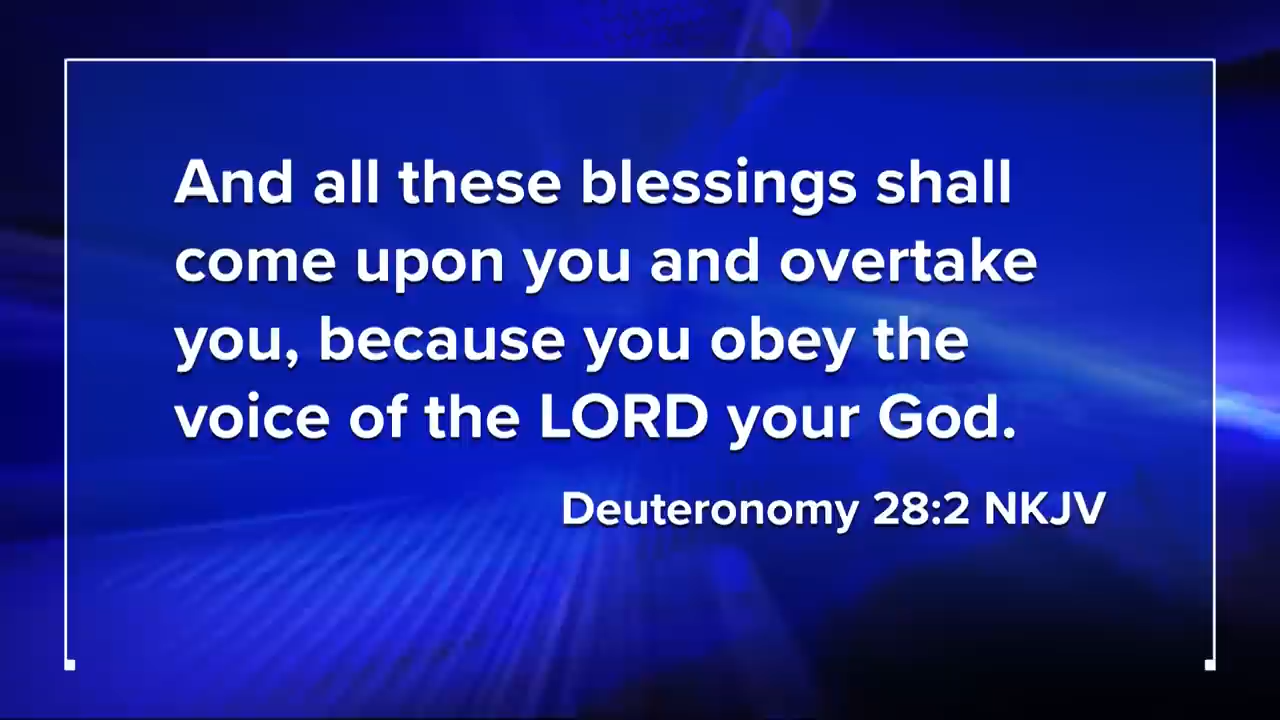 And all these blessings shall
come upon you and overtake
you, because you obey the
voice of the LORD your God.
Deuteronomy 28:2 NKJV